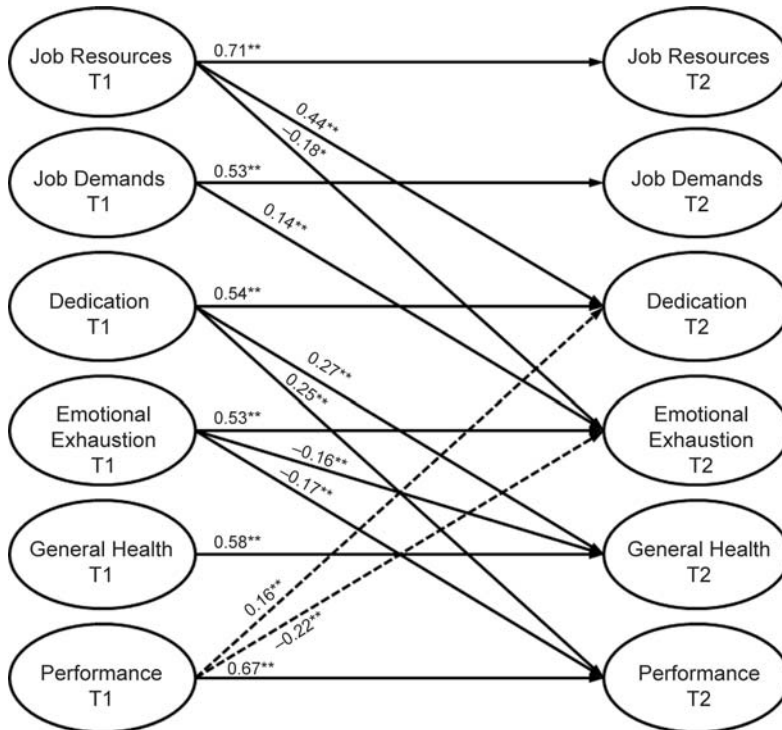 Job Resources
T1
0.71**
Job Resources
T2
0.44**
–0.18*
Job Demands
T1
0.53**
Job Demands
T2
0.14**
Dedication
T1
0.54**
Dedication
T2
0.27**
0.25**
Emotional
Exhaustion
T1
0.53**
Emotional
Exhaustion
T2
–0.16**
–0.17**
General Health
T1
0.58**
General Health
T2
0.16**
–0.22**
Performance
T1
0.67**
Performance
T2